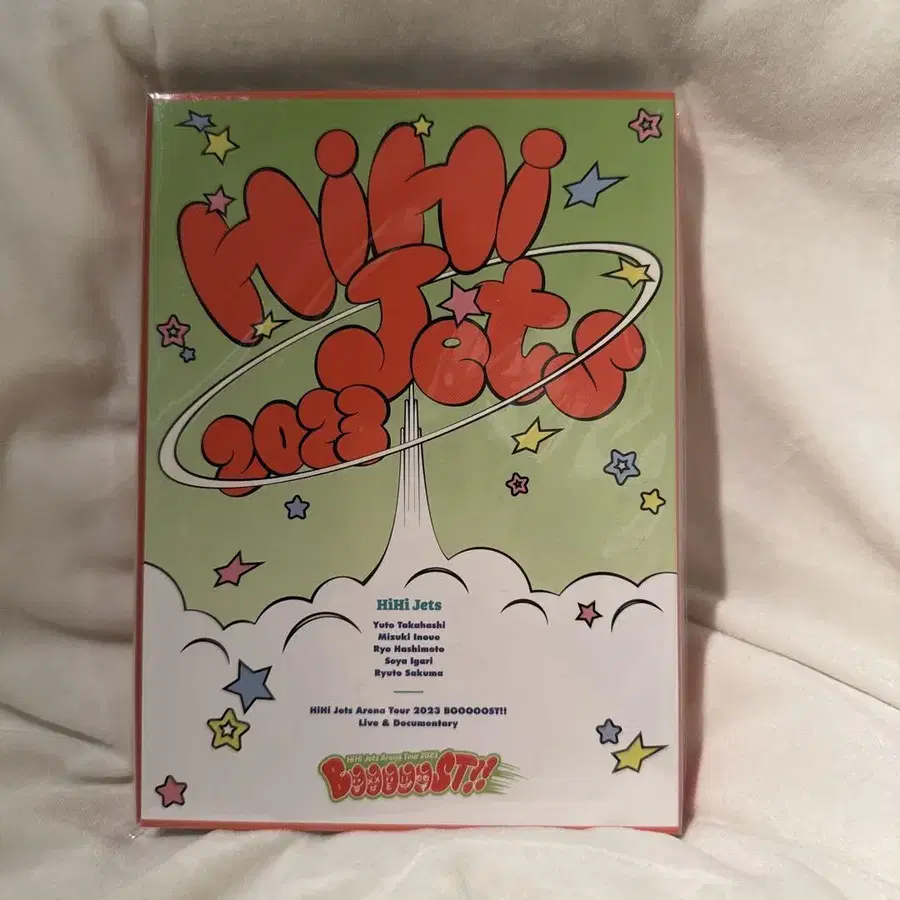 HiHi
Jets
2023
HiHi Jets
Yuto Takahashi
Mizuki Inoue
Ryo Hashimoto
Soya Igari
Ryuto Sakuma
HiHi Jets Arena Tour 2023 BOOOOOST!!
Live & Documentary
HiHi Jets Arena Tour 2023
BOOOOOST!!